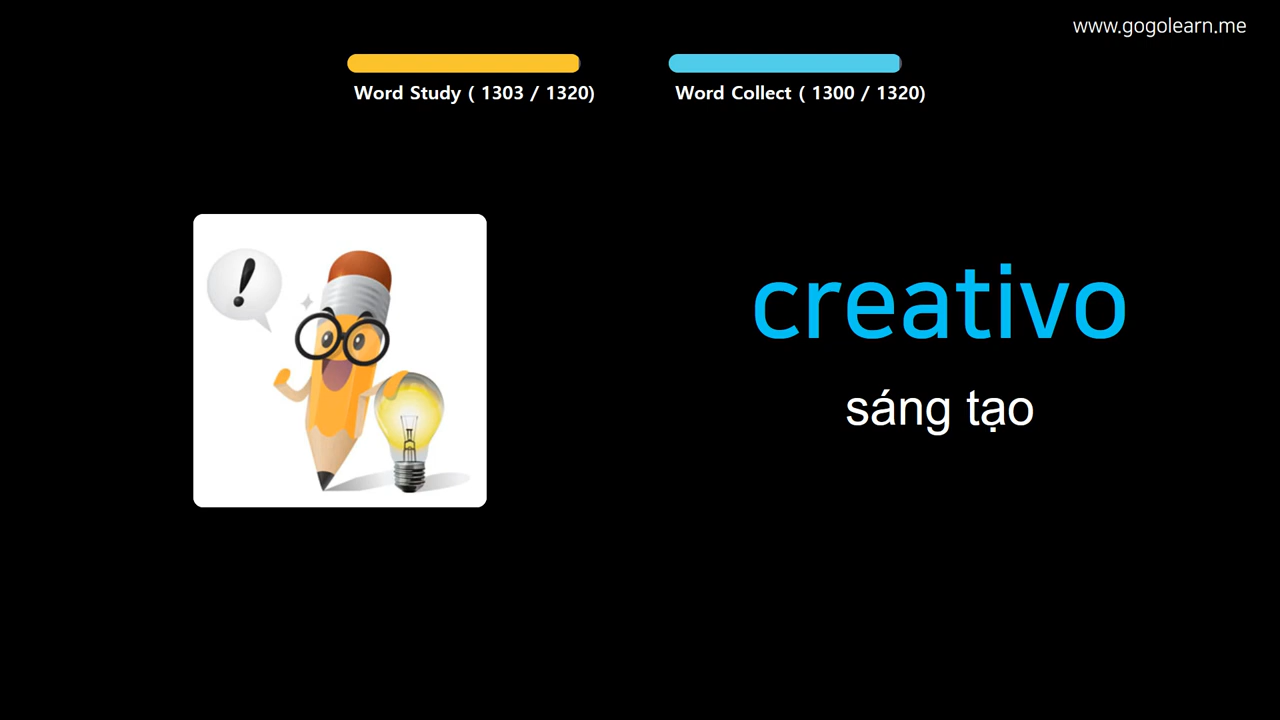 www.gogolearn.me
Word Study ( 1303 / 1320)
Word Collect ( 1300 / 1320)
!
creativo
sáng tạo